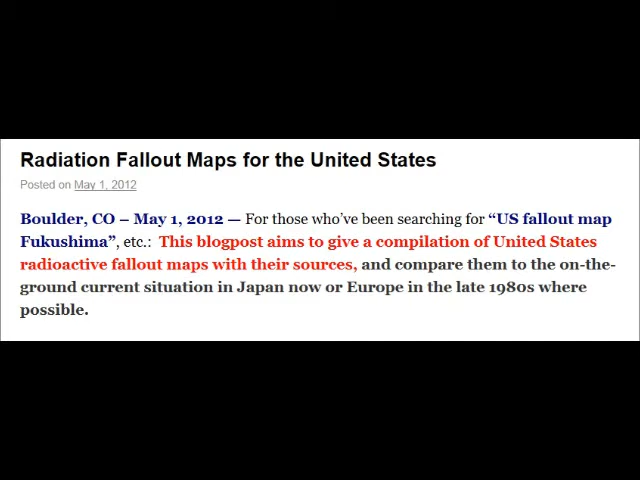 Radiation Fallout Maps for the United States
Posted on May 1, 2012
Boulder, CO – May 1, 2012 — For those who’ve been searching for “US fallout map
Fukushima”, etc.: This blogpost aims to give a compilation of United States
radioactive fallout maps with their sources, and compare them to the on-the-
ground current situation in Japan now or Europe in the late 1980s where
possible.